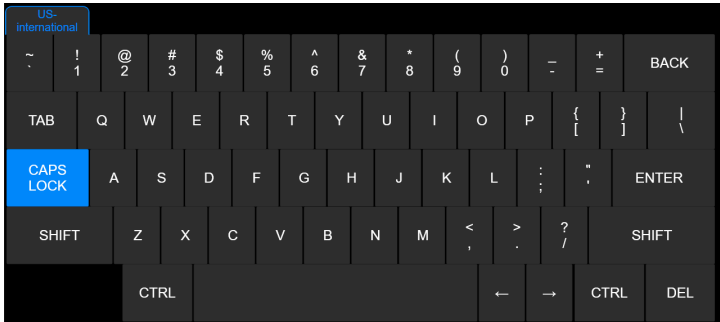 US-
international
~ ! @ # $ % ^ & * ( ) _ +
` 1 2 3 4 5 6 7 8 9 0 - = BACK
TAB Q W E R T Y U I O P { } |
[ ] \
CAPS
LOCK A S D F G H J K L : " ENTER
; '
SHIFT Z X C V B N M < > ? SHIFT
, . /
CTRL ← → CTRL DEL